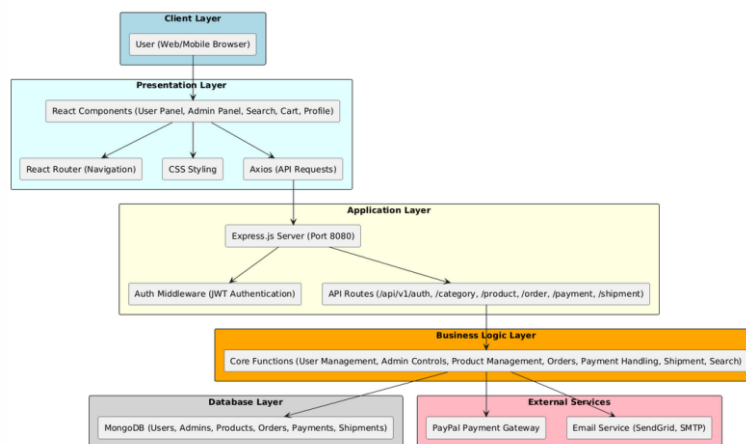 Client Layer
User (Web/Mobile Browser)
Presentation Layer
React Components (User Panel, Admin Panel, Search, Cart, Profile)
React Router (Navigation)
CSS Styling
Axios (API Requests)
Application Layer
Express.js Server (Port 8080)
Auth Middleware (JWT Authentication)
API Routes (/api/v1/auth, /category, /product, /order, /payment, /shipment)
Business Logic Layer
Core Functions (User Management, Admin Controls, Product Management, Orders, Payment Handling, Shipment, Search)
Database Layer
MongoDB (Users, Admins, Products, Orders, Payments, Shipments)
External Services
PayPal Payment Gateway
Email Service (SendGrid, SMTP)